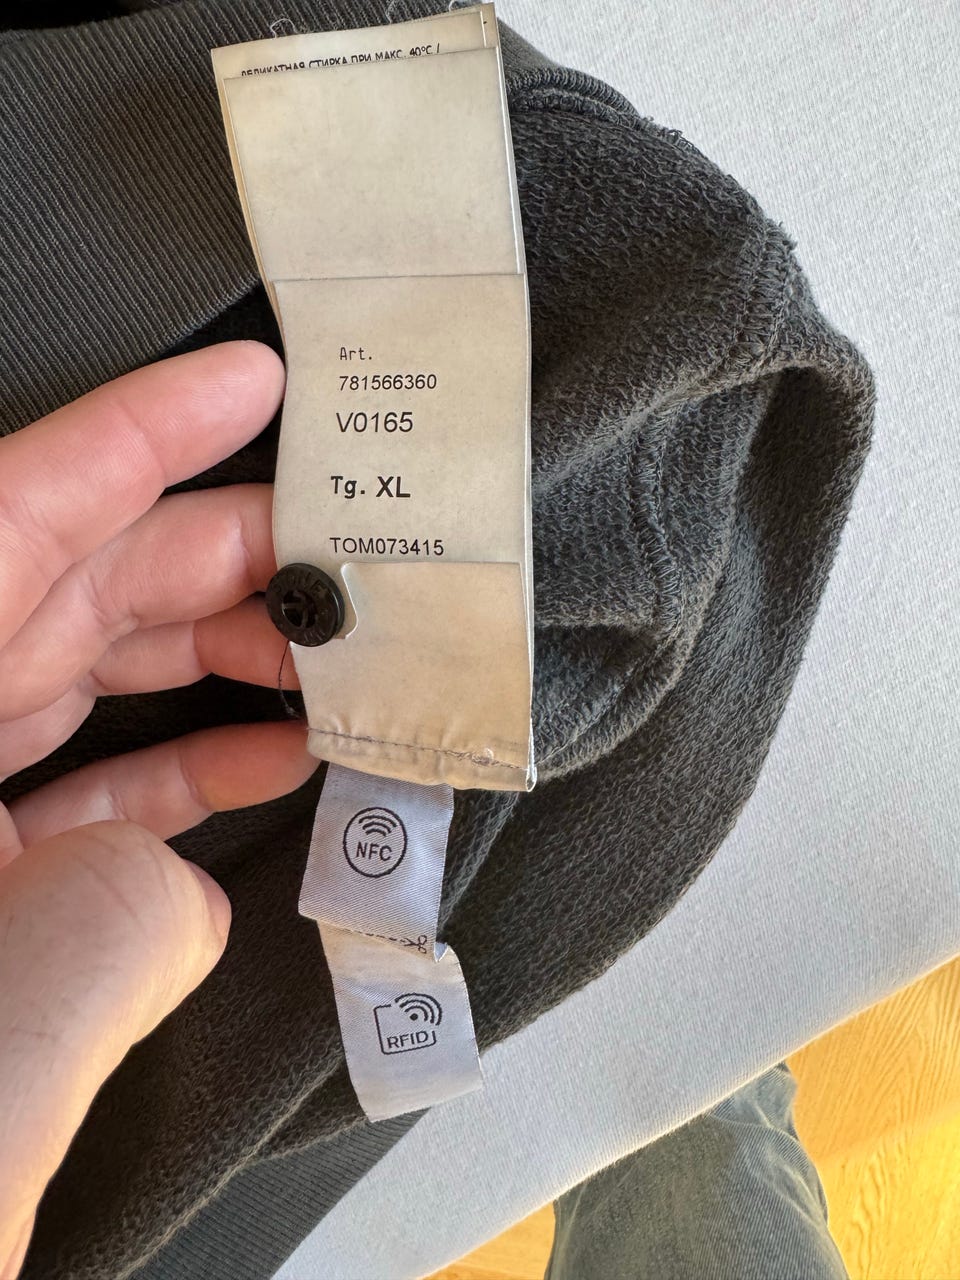 ДЕЛИКАТНАЯ СТИРКА ПРИ МАКС. 40°C /
Art.
781566360
V0165
Tg. XL
TOM073415
NFC
RFID